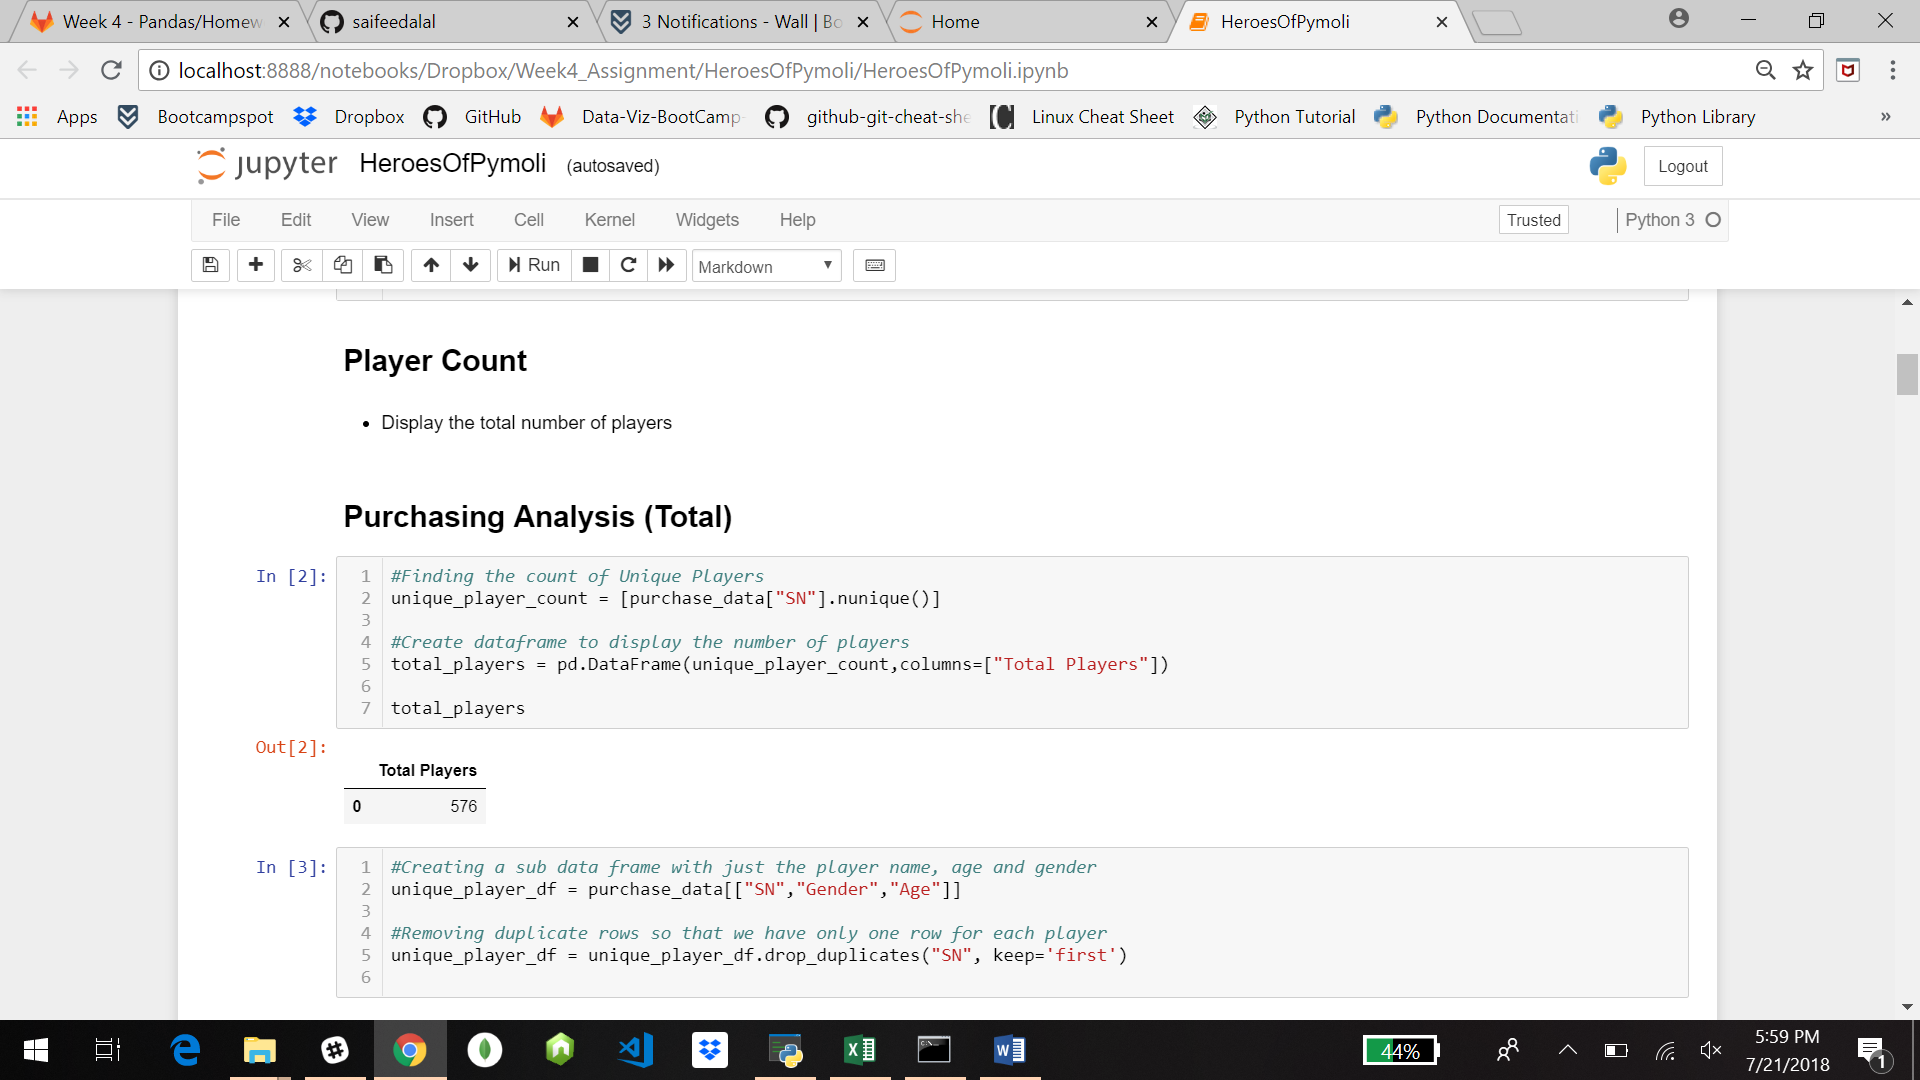 Week 4 - Pandas/Homew
saifeedalal
3 Notifications - Wall | Bo
Home
HeroesOfPymoli
localhost:8888/notebooks/Dropbox/Week4_Assignment/HeroesOfPymoli/HeroesOfPymoli.ipynb
Apps Bootcampspot Dropbox GitHub Data-Viz-BootCamp- github-git-cheat-she Linux Cheat Sheet Python Tutorial Python Documentati Python Library »
jupyter HeroesOfPymoli (autosaved) Logout
File Edit View Insert Cell Kernel Widgets Help Trusted Python 3
Run Markdown
Player Count
• Display the total number of players
Purchasing Analysis (Total)
In [2]:
1 #Finding the count of Unique Players
2 unique_player_count = [purchase_data["SN"].nunique()]
3
4 #Create dataframe to display the number of players
5 total_players = pd.DataFrame(unique_player_count,columns=["Total Players"])
6
7 total_players
Out[2]:
Total Players
0 576
In [3]:
1 #Creating a sub data frame with just the player name, age and gender
2 unique_player_df = purchase_data[["SN","Gender","Age"]]
3
4 #Removing duplicate rows so that we have only one row for each player
5 unique_player_df = unique_player_df.drop_duplicates("SN", keep='first')
6
44%
5:59 PM
7/21/2018
1